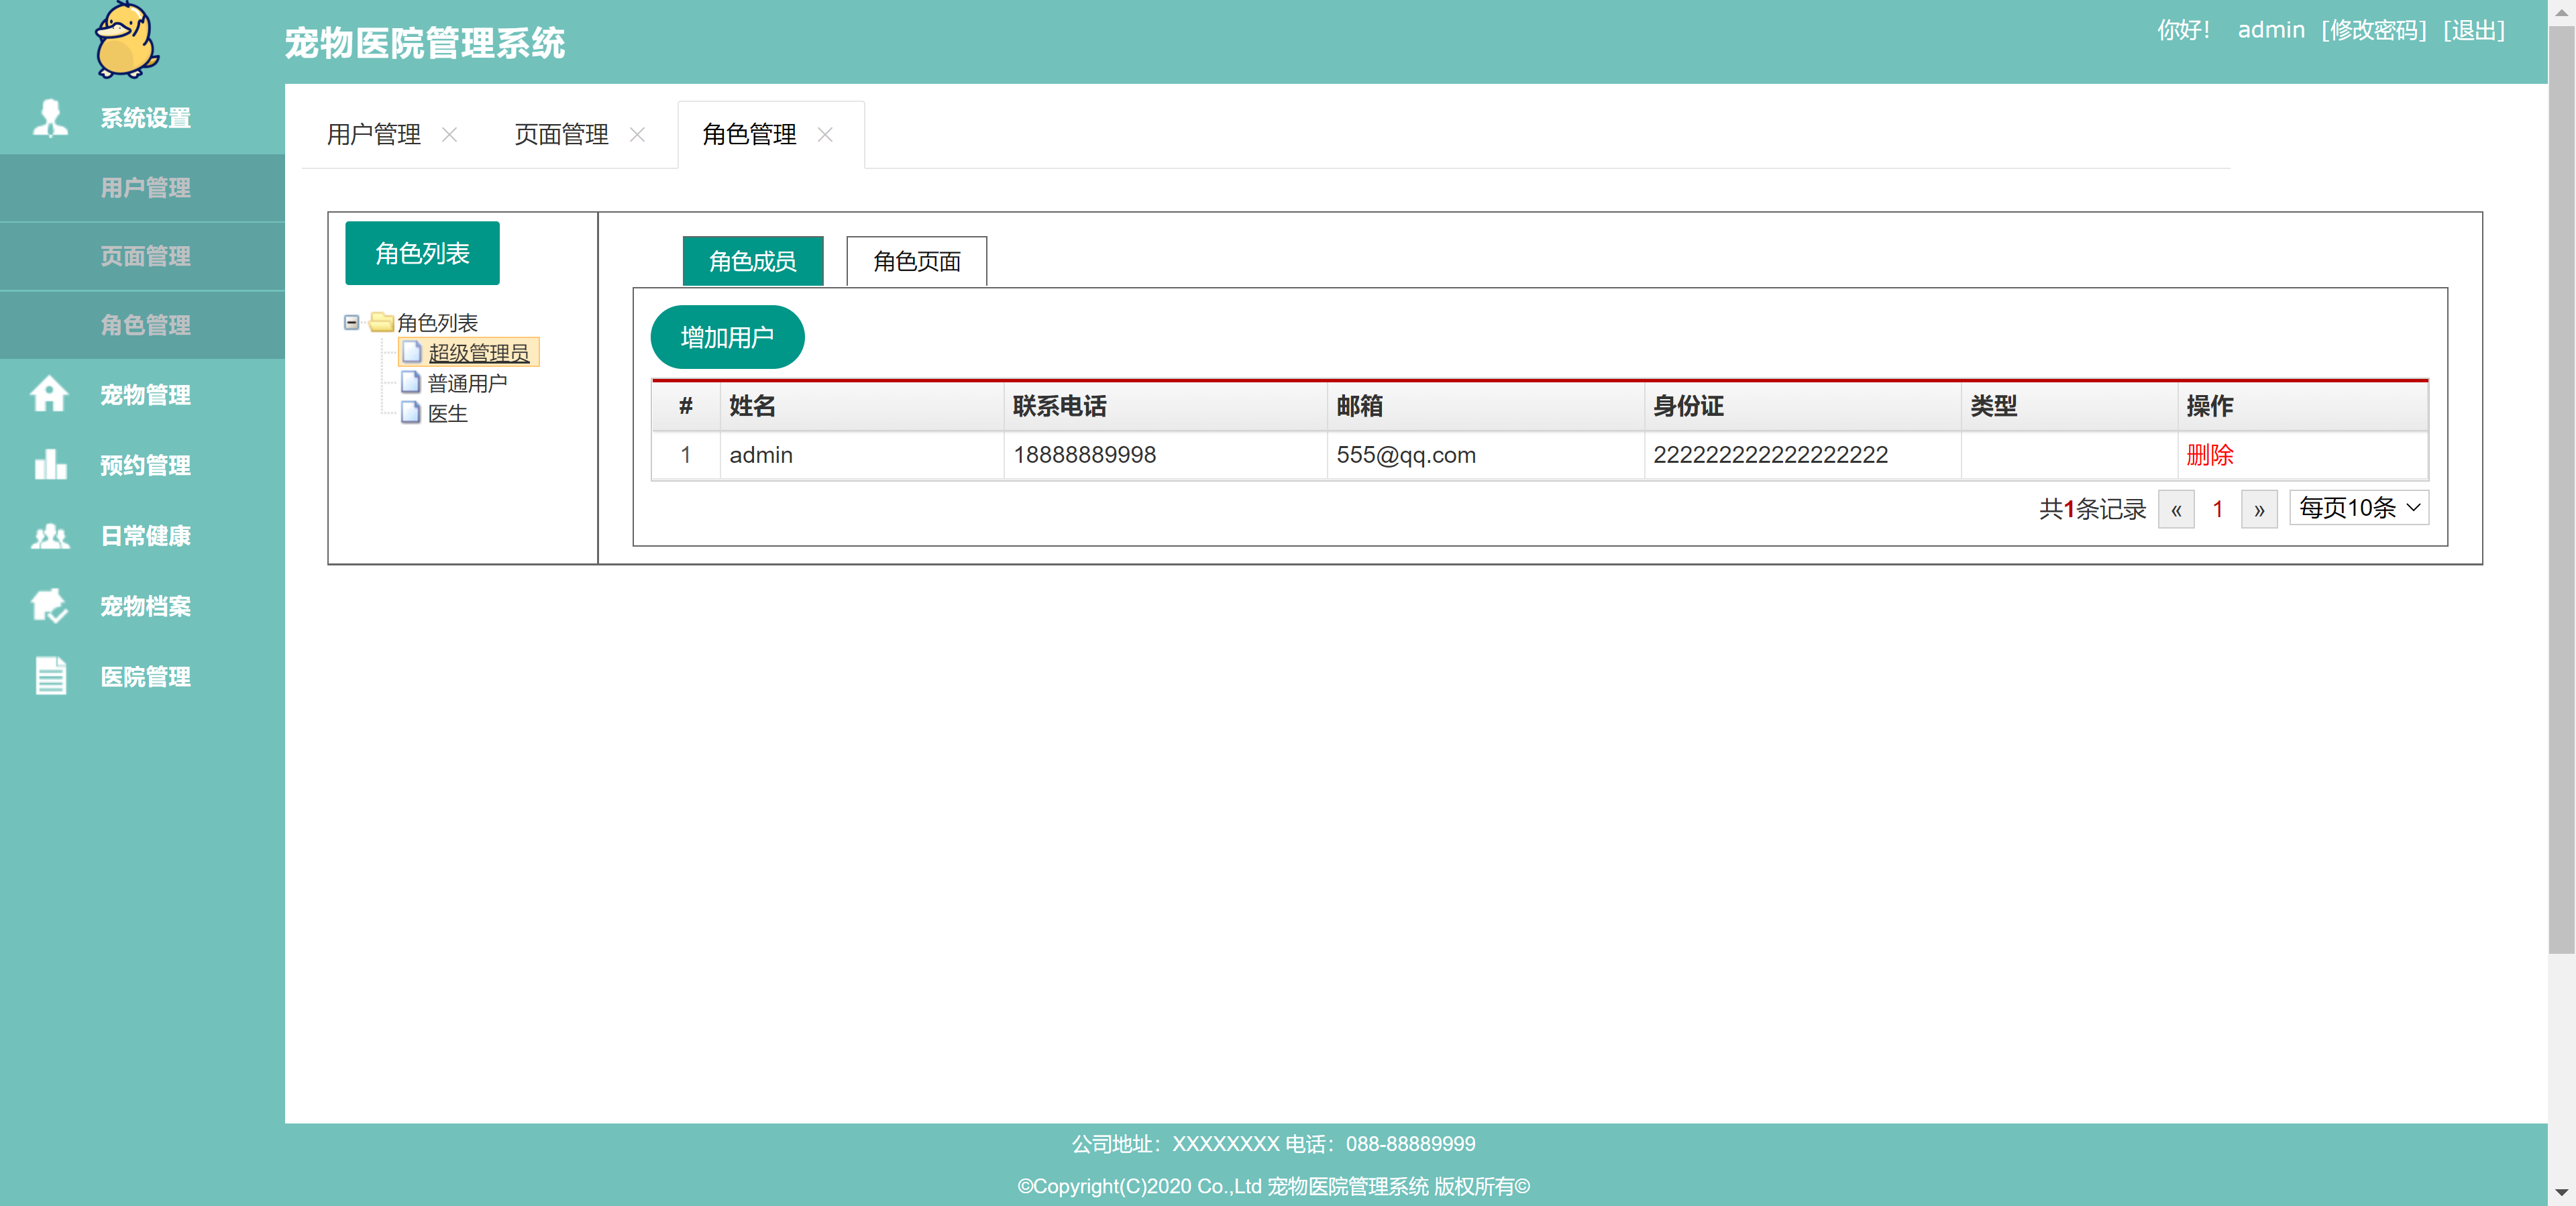 宠物医院管理系统
你好! admin [修改密码] [退出]
系统设置
用户管理
页面管理
角色管理
宠物管理
预约管理
日常健康
宠物档案
医院管理
用户管理 页面管理 角色管理
角色列表
角色列表
超级管理员
普通用户
医生
角色成员 角色页面
增加用户
# 姓名 联系电话 邮箱 身份证 类型 操作
1 admin 18888889998 555@qq.com 222222222222222222 删除
共1条记录 « 1 » 每页10条
公司地址：XXXXXXXX 电话：088-88889999
©Copyright(C)2020 Co.,Ltd 宠物医院管理系统 版权所有©